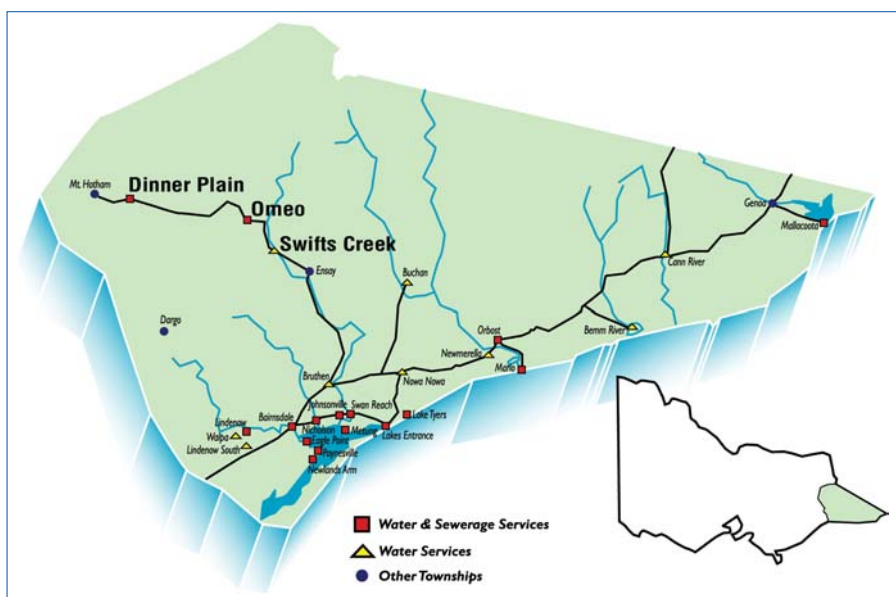 Mt. Hotham
Dinner Plain
Omeo
Swifts Creek
Ensay
Buchan
Genoa
Mallacoota
Cann River
Dargo
Orbost
Bemm River
Newmerella
Marlo
Bruthen
Nowa Nowa
Johnsonville
Swan Reach
Lake Tyers
Lindenow
Bairnsdale
Nicholson
Metung
Lakes Entrance
Walpa
Eagle Point
Lindenow South
Paynesville
Newlands Arm
Water & Sewerage Services
Water Services
Other Townships